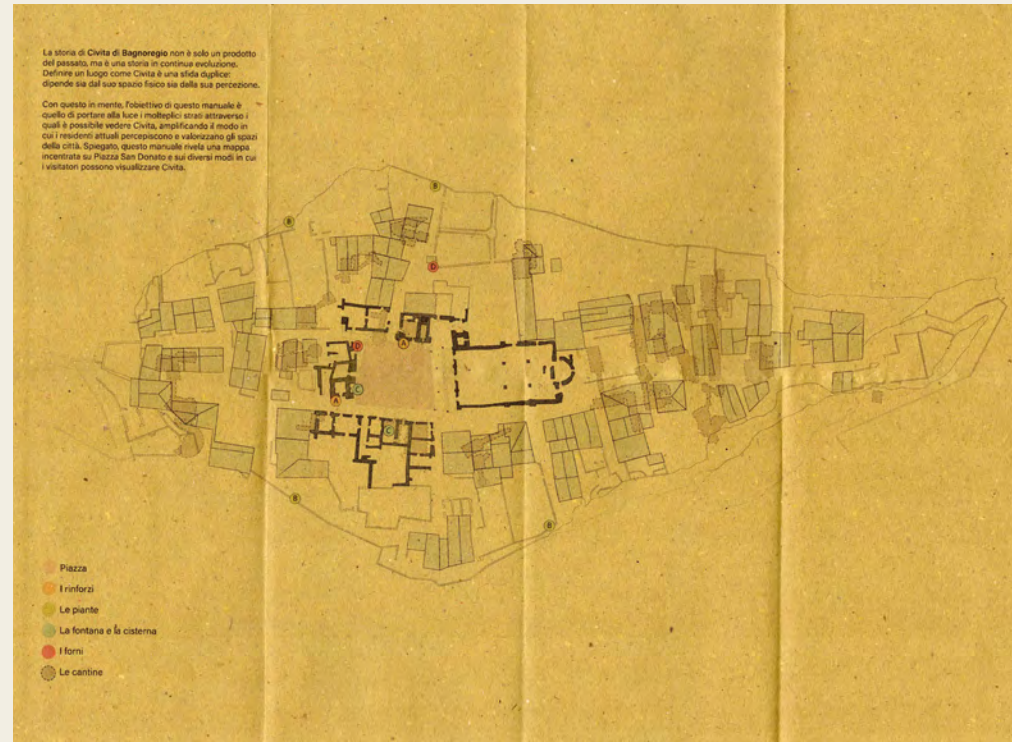 La storia di Civita di Bagnoregio non è solo un prodotto
del passato, ma è una storia in continua evoluzione.
Definire un luogo come Civita è una sfida duplice:
dipende sia dal suo spazio fisico sia dalla sua percezione.
Con questo in mente, l'obiettivo di questo manuale è
quello di portare alla luce i molteplici strati attraverso i
quali è possibile vedere Civita, amplificando il modo in
cui i residenti attuali percepiscono e valorizzano gli spazi
della città. Spiegato, questo manuale rivela una mappa
incentrata su Piazza San Donato e sui diversi modi in cui
i visitatori possono visualizzare Civita.
B
B
D
D
A
C
A
C
B
B
Piazza
I rinforzi
Le piante
La fontana e la cisterna
I forni
Le cantine